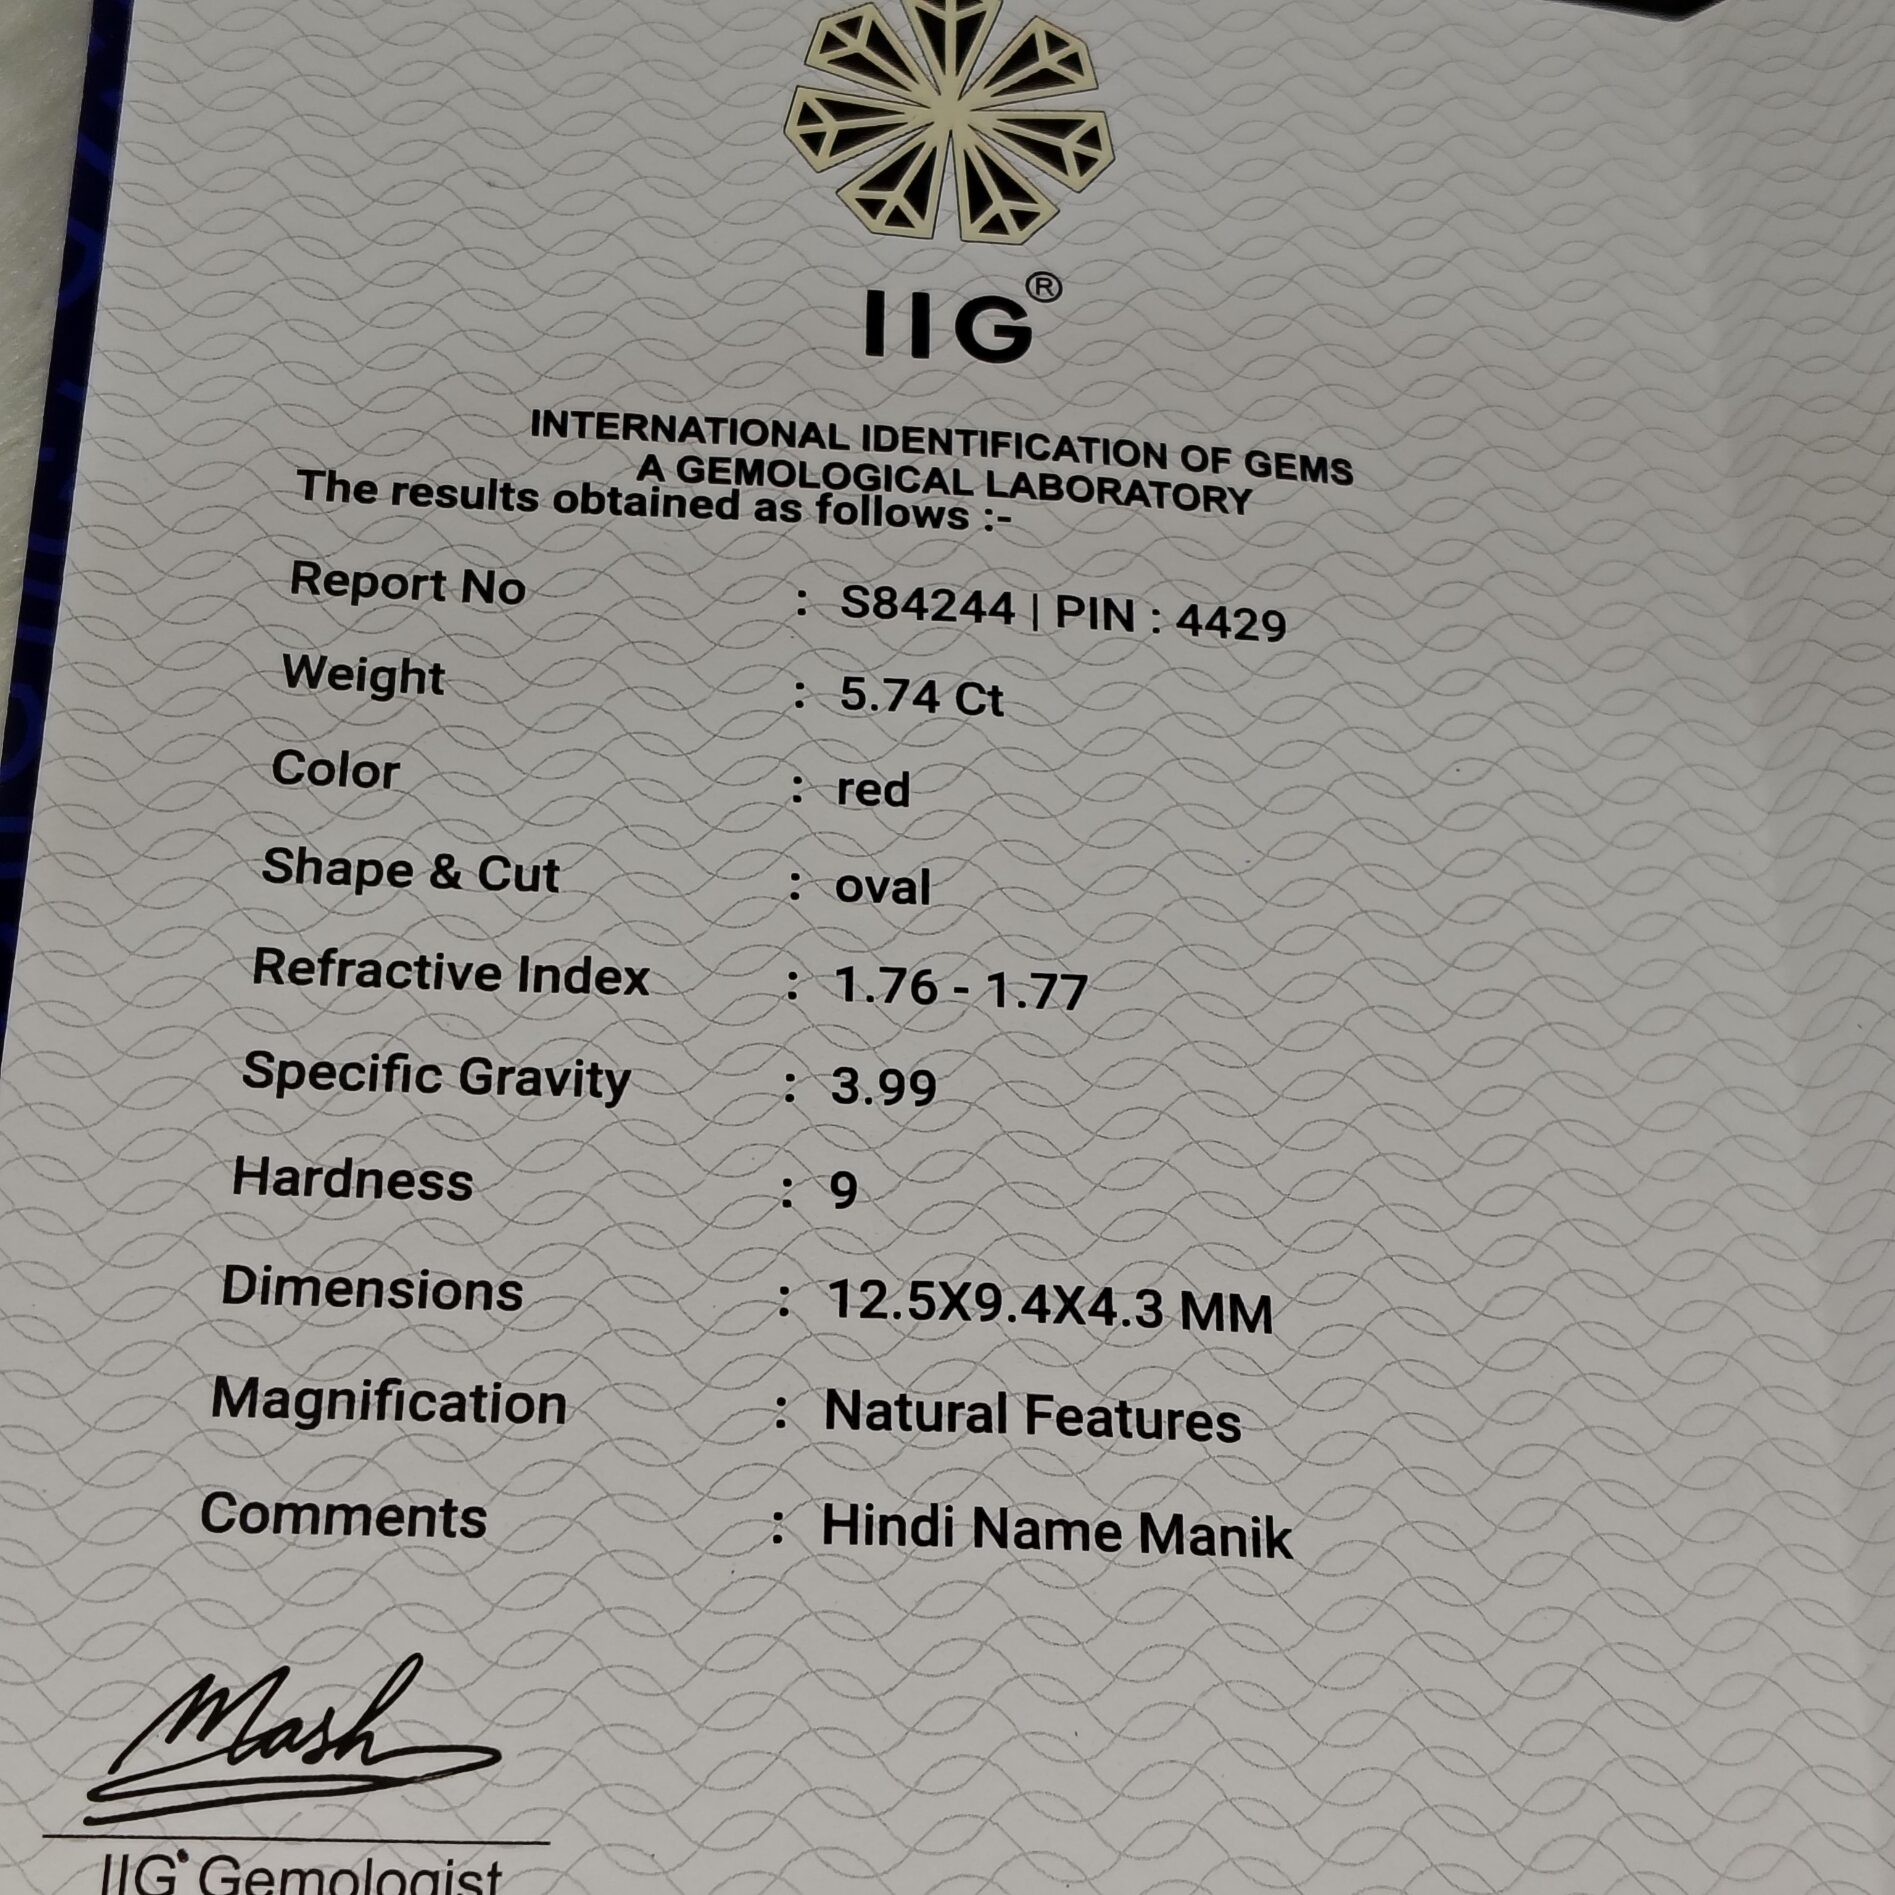 IIG®
INTERNATIONAL IDENTIFICATION OF GEMS
A GEMOLOGICAL LABORATORY
The results obtained as follows :-
Report No : S84244 | PIN : 4429
Weight : 5.74 Ct
Color : red
Shape & Cut : oval
Refractive Index : 1.76 - 1.77
Specific Gravity : 3.99
Hardness : 9
Dimensions : 12.5X9.4X4.3 MM
Magnification : Natural Features
Comments : Hindi Name Manik
Mash
IIG® Gemologist